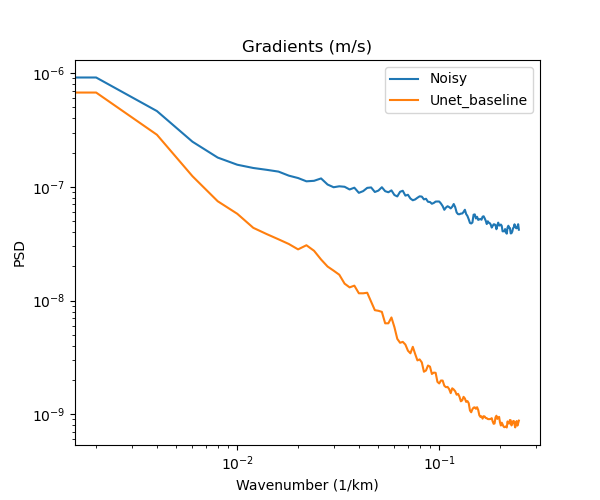 Gradients (m/s)
Noisy
Unet_baseline
10⁻⁶
10⁻⁷
10⁻⁸
10⁻⁹
PSD
10⁻²
10⁻¹
Wavenumber (1/km)